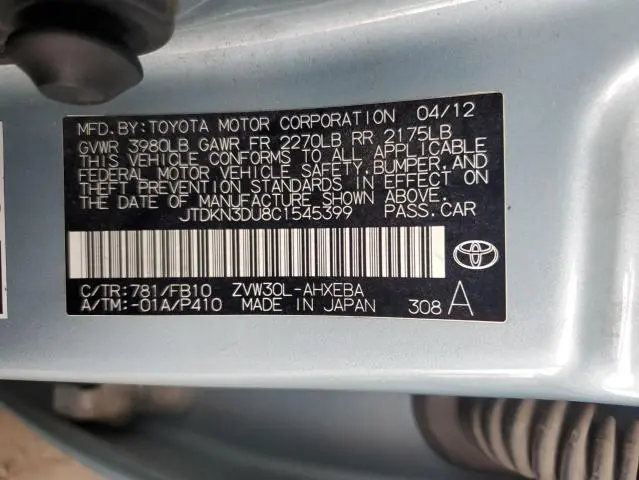 MFD. BY: TOYOTA MOTOR CORPORATION 04/12
GVWR 3980LB GAWR FR 2270LB RR 2175LB
THIS VEHICLE CONFORMS TO ALL APPLICABLE
FEDERAL MOTOR VEHICLE SAFETY, BUMPER, AND
THEFT PREVENTION STANDARDS IN EFFECT ON
THE DATE OF MANUFACTURE SHOWN ABOVE.
JTDKN3DU8C1545399 PASS. CAR
C/TR: 781/FB10 ZVW30L-AHXEBA
A/TM: -01A/P410 MADE IN JAPAN 308 A